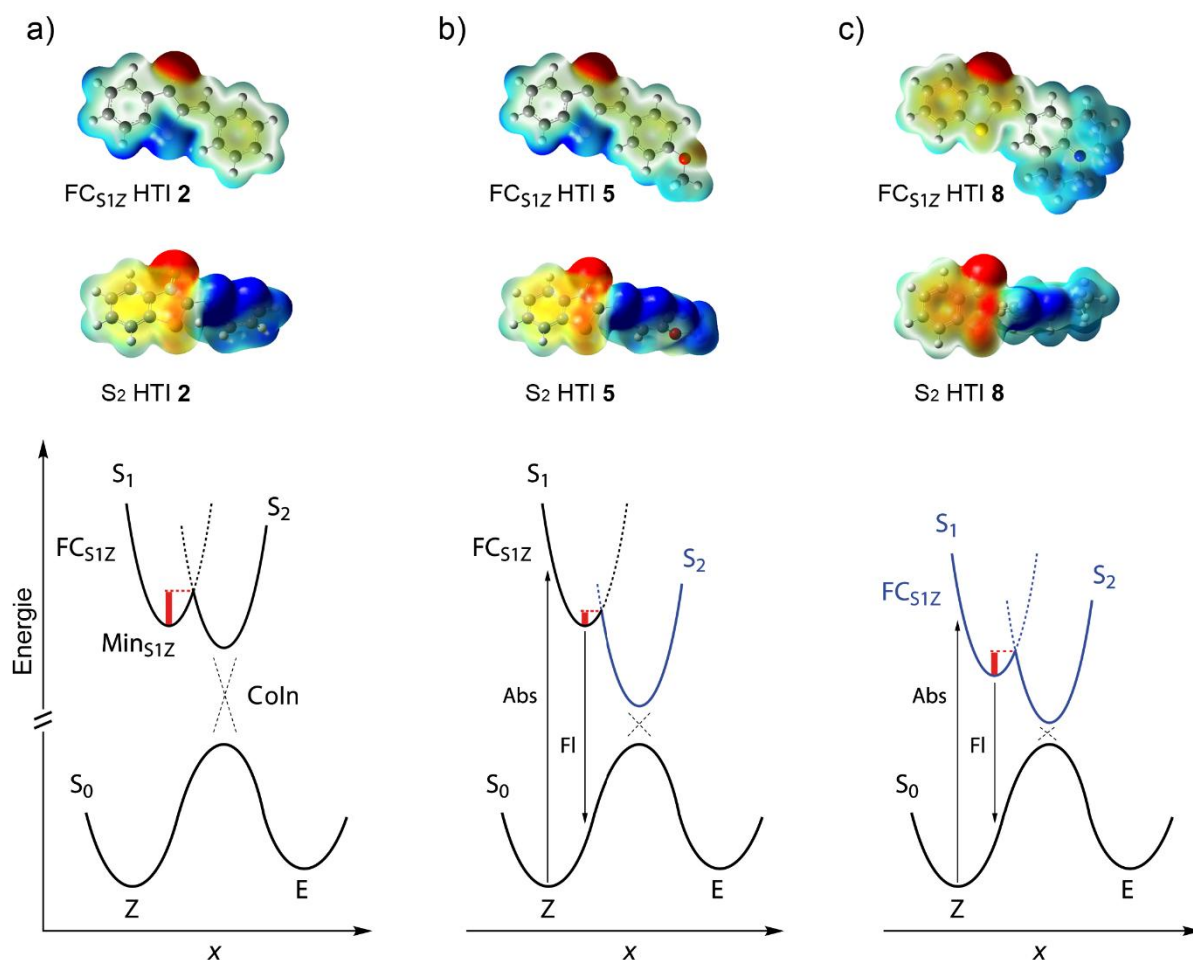 a)
b)
c)
FCS1Z HTI 2
FCS1Z HTI 5
FCS1Z HTI 8
S2 HTI 2
S2 HTI 5
S2 HTI 8
Energie
S1
S2
FCS1Z
MinS1Z
CoIn
S0
Z
E
x
S1
FCS1Z
S2
Abs
Fl
S0
Z
E
x
S1
S2
FCS1Z
Abs
Fl
S0
Z
E
x